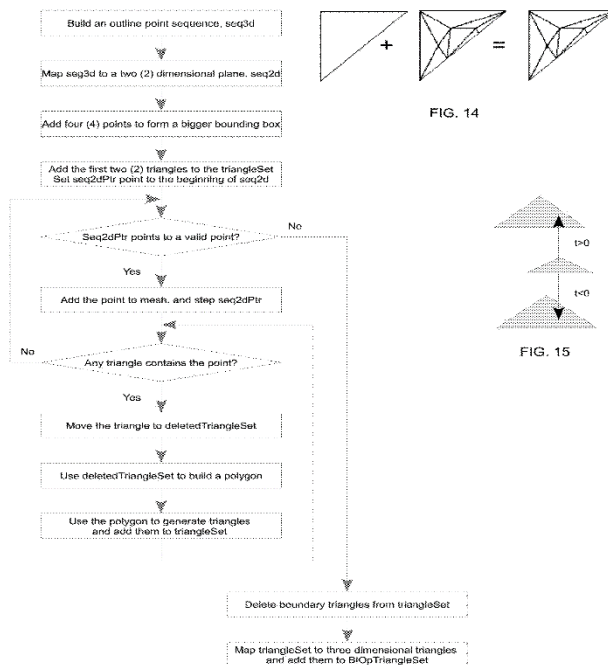 Build an outline point sequence, seq3d
Map seq3d to a two (2) dimensional plane, seq2d
Add four (4) points to form a bigger bounding box
Add the first two (2) triangles to the triangleSet
Set seq2dPtr point to the beginning of seq2d
Seq2dPtr points to a valid point?
No
Yes
Add the point to mesh, and step seq2dPtr
No
Any triangle contains the point?
Yes
Move the triangle to deletedTriangleSet
Use deletedTriangleSet to build a polygon
Use the polygon to generate triangles
and add them to triangleSet
Delete boundary triangles from triangleSet
Map triangleSet to three dimensional triangles
and add them to BlOpTriangleSet
+
=
FIG. 14
t>0
t<0
FIG. 15